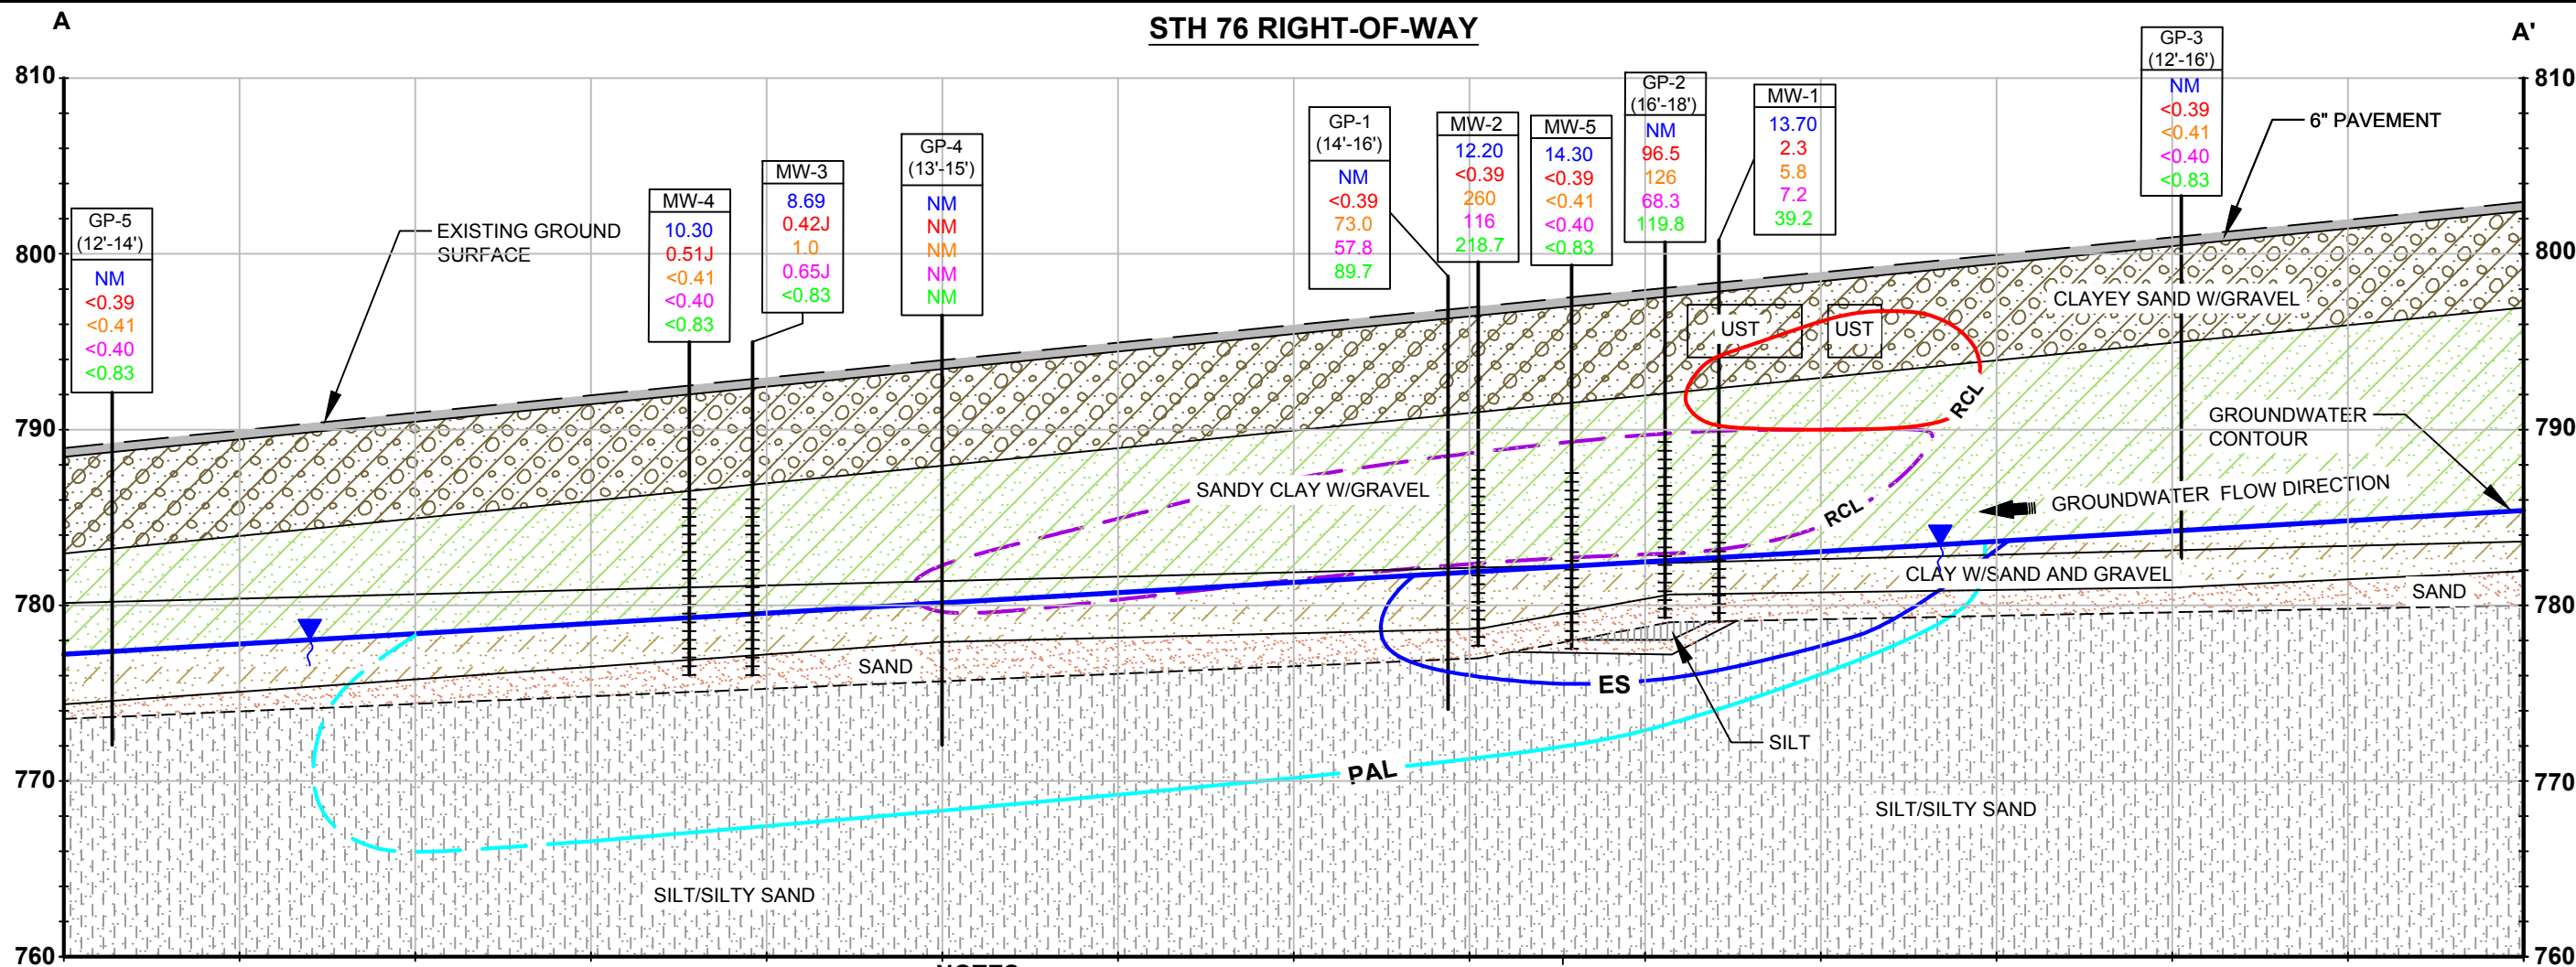 A
STH 76 RIGHT-OF-WAY
A'
810
800
790
780
770
760
GP-5
(12'-14')
NM
<0.39
<0.41
<0.40
<0.83
EXISTING GROUND
SURFACE
MW-4
10.30
0.51J
<0.41
<0.40
<0.83
MW-3
8.69
0.42J
1.0
0.65J
<0.83
GP-4
(13'-15')
NM
NM
NM
NM
NM
GP-1
(14'-16')
NM
<0.39
73.0
57.8
89.7
MW-2
12.20
<0.39
260
116
218.7
MW-5
14.30
<0.39
<0.41
<0.40
<0.83
GP-2
(16'-18')
NM
96.5
126
68.3
119.8
MW-1
13.70
2.3
5.8
7.2
39.2
GP-3
(12'-16')
NM
<0.39
<0.41
<0.40
<0.83
6" PAVEMENT
810
800
790
780
770
760
CLAYEY SAND W/GRAVEL
UST
UST
RCL
GROUNDWATER
CONTOUR
SANDY CLAY W/GRAVEL
RCL
GROUNDWATER FLOW DIRECTION
CLAY W/SAND AND GRAVEL
SAND
SAND
ES
SILT
PAL
SILT/SILTY SAND
SILT/SILTY SAND